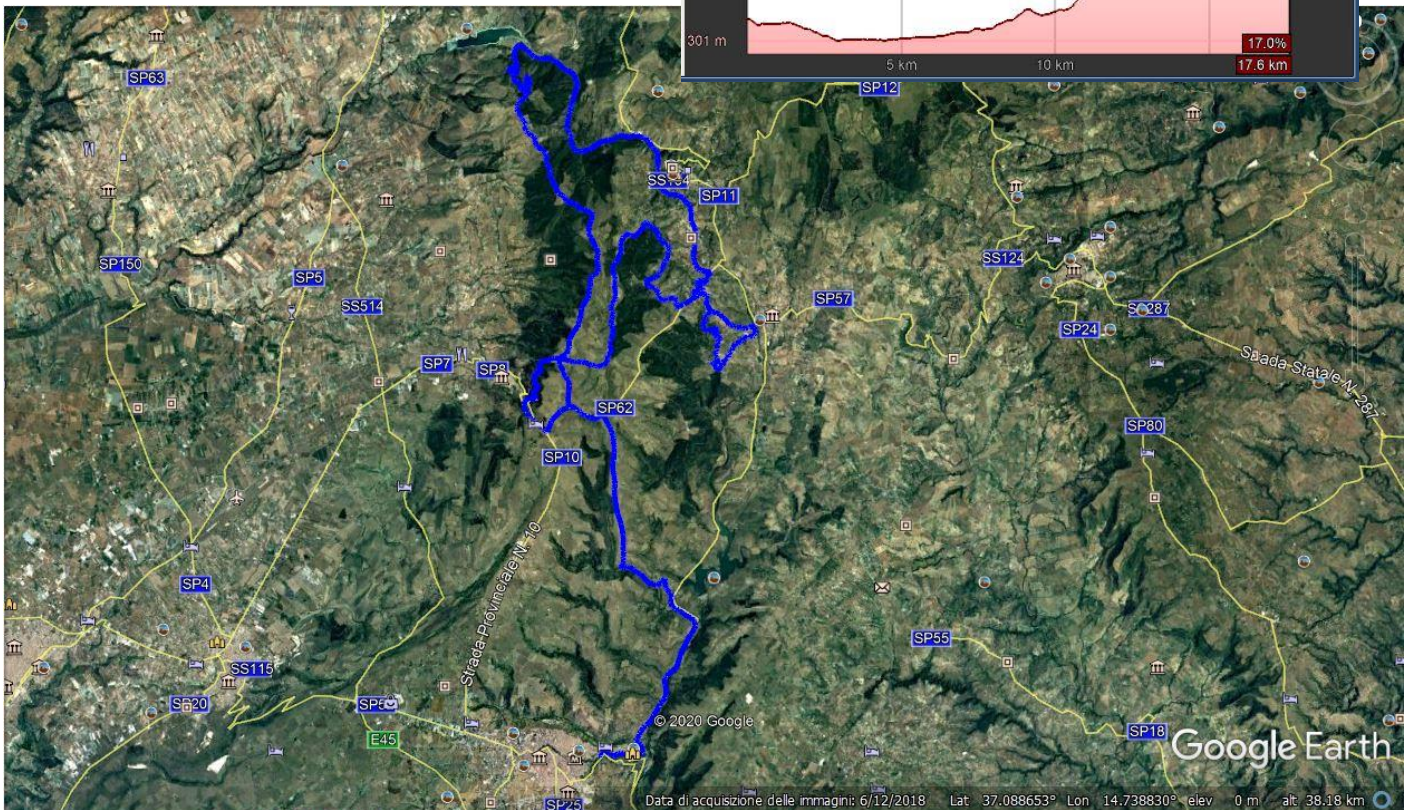 301 m
17.0%
5 km
10 km
17.6 km
SP63
SP12
SP11
SP150
SP5
SS514
SS124
SP57
SP24
SP7
SP62
Strada Statale N. 287
SP80
SP10
Strada Provinciale N. 10
SP4
SS115
SP55
SP20
E45
© 2020 Google
SP18
Google Earth
SP25
Data di acquisizione delle immagini: 6/12/2018 Lat 37.088653° Lon 14.738830° elev 0 m alt 38.18 km